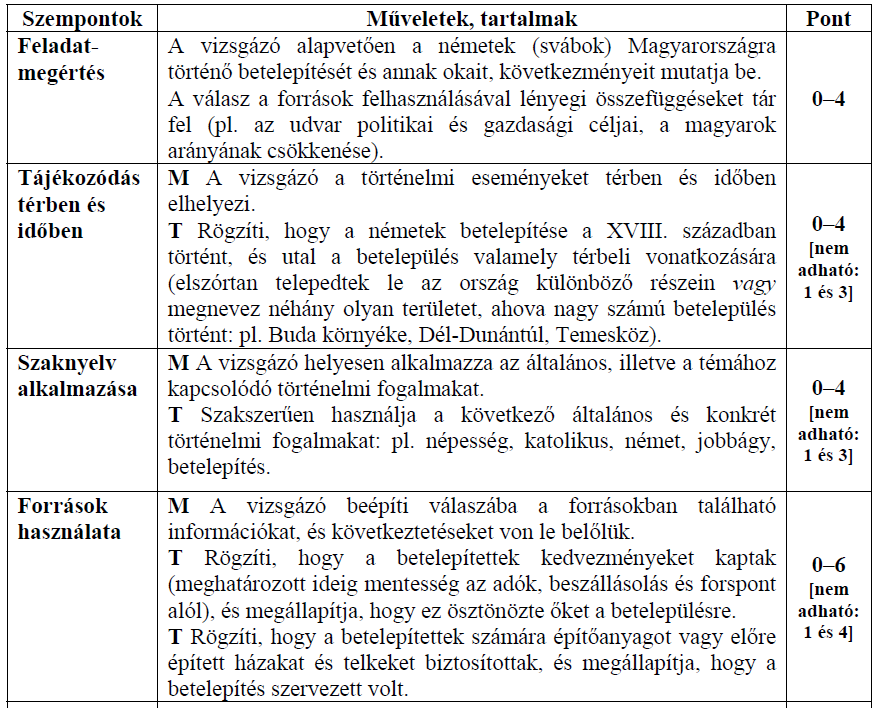 Szempontok Műveletek, tartalmak Pont
Feladat-
megértés
A vizsgázó alapvetően a németek (svábok) Magyarországra
történő betelepítését és annak okait, következményeit mutatja be.
A válasz a források felhasználásával lényegi összefüggéseket tár
fel (pl. az udvar politikai és gazdasági céljai, a magyarok
arányának csökkenése).
0–4
Tájékozódás
térben és
időben
M A vizsgázó a történelmi eseményeket térben és időben
elhelyezi.
T Rögzíti, hogy a németek betelepítése a XVIII. században
történt, és utal a betelepülés valamely térbeli vonatkozására
(elszórtan telepedtek le az ország különböző részein vagy
megnevez néhány olyan területet, ahova nagy számú betelepülés
történt: pl. Buda környéke, Dél-Dunántúl, Temesköz).
0–4
[nem
adható:
1 és 3]
Szaknyelv
alkalmazása
M A vizsgázó helyesen alkalmazza az általános, illetve a témához
kapcsolódó történelmi fogalmakat.
T Szakszerűen használja a következő általános és konkrét
történelmi fogalmakat: pl. népesség, katolikus, német, jobbágy,
betelepítés.
0–4
[nem
adható:
1 és 3]
Források
használata
M A vizsgázó beépíti válaszába a forrásokban található
információkat, és következtetéseket von le belőlük.
T Rögzíti, hogy a betelepítettek kedvezményeket kaptak
(meghatározott ideig mentesség az adók, beszállásolás és forspont
alól), és megállapítja, hogy ez ösztönözte őket a betelepülésre.
T Rögzíti, hogy a betelepítettek számára építőanyagot vagy előre
épített házakat és telkeket biztosítottak, és megállapítja, hogy a
betelepítés szervezett volt.
0–6
[nem
adható:
1 és 4]